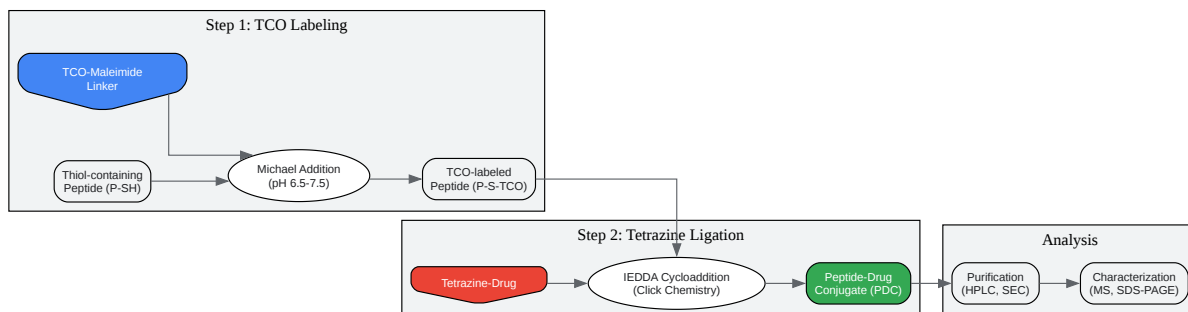 Step 1: TCO Labeling
TCO-Maleimide
Linker
Thiol-containing
Peptide (P-SH)
Michael Addition
(pH 6.5-7.5)
TCO-labeled
Peptide (P-S-TCO)
Step 2: Tetrazine Ligation
Tetrazine-Drug
IEDDA Cycloaddition
(Click Chemistry)
Peptide-Drug
Conjugate (PDC)
Analysis
Purification
(HPLC, SEC)
Characterization
(MS, SDS-PAGE)